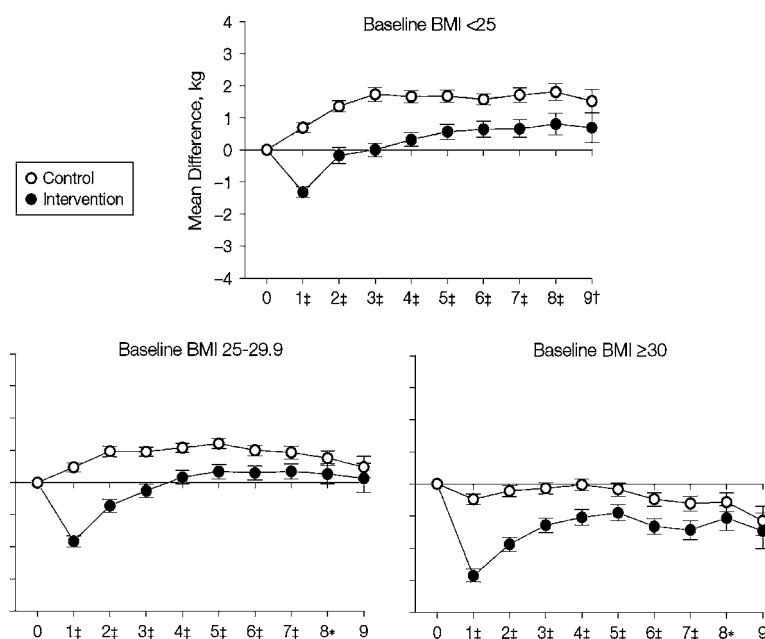 Baseline BMI <25
4
3
2
1
0
−1
−2
−3
−4
Mean Difference, kg
Control
Intervention
0 1‡ 2‡ 3‡ 4‡ 5‡ 6‡ 7‡ 8‡ 9†
Baseline BMI 25-29.9
0 1‡ 2‡ 3‡ 4‡ 5‡ 6‡ 7‡ 8* 9
Baseline BMI ≥30
0 1‡ 2‡ 3‡ 4‡ 5‡ 6‡ 7‡ 8* 9